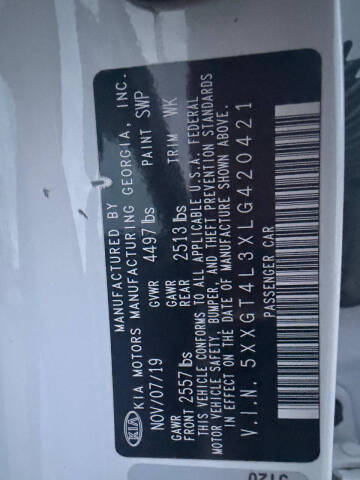 MANUFACTURED BY
KIA KIA MOTORS MANUFACTURING GEORGIA, INC.
NOV/07/19 GVWR 4497 lbs PAINT SWP
GAWR FRONT 2557 lbs GAWR REAR 2513 lbs TRIM WK
THIS VEHICLE CONFORMS TO ALL APPLICABLE U.S.A. FEDERAL
MOTOR VEHICLE SAFETY, BUMPER, AND THEFT PREVENTION STANDARDS
IN EFFECT ON THE DATE OF MANUFACTURE SHOWN ABOVE.
V.I.N. 5XXGT4L3XLG420421
PASSENGER CAR